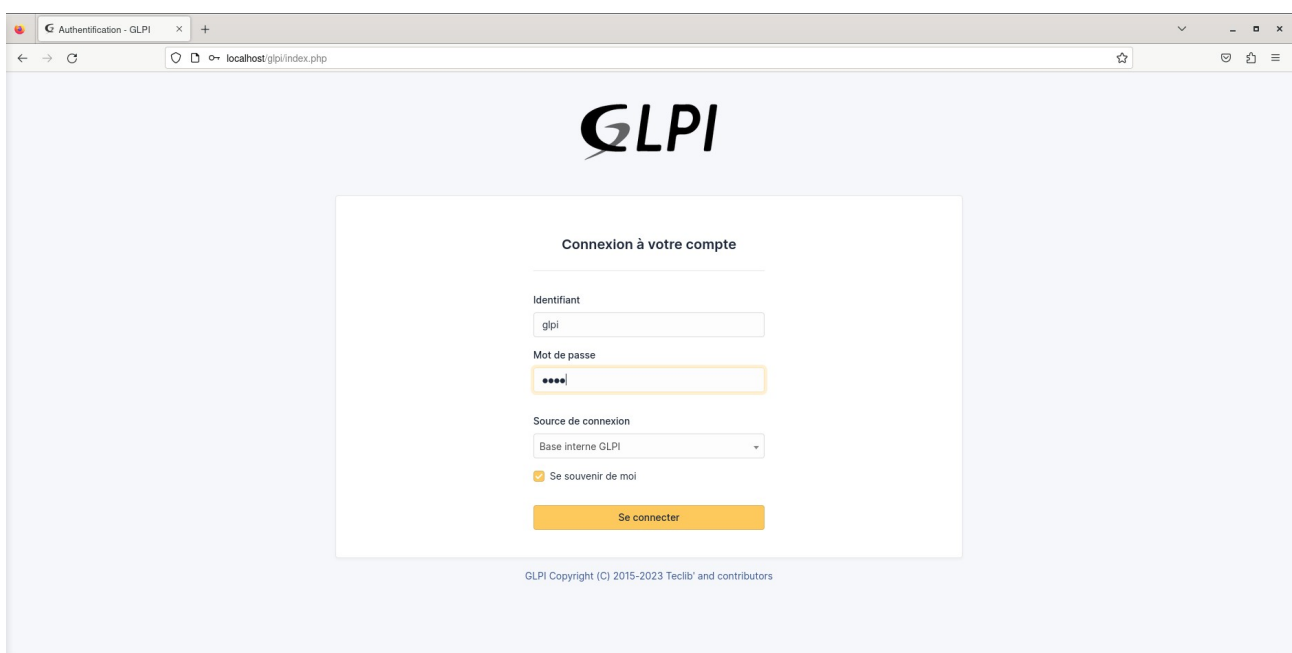 Authentification - GLPI
localhost/glpi/index.php
GLPI
Connexion à votre compte
Identifiant
glpi
Mot de passe
••••
Source de connexion
Base interne GLPI
Se souvenir de moi
Se connecter
GLPI Copyright (C) 2015-2023 Teclib' and contributors